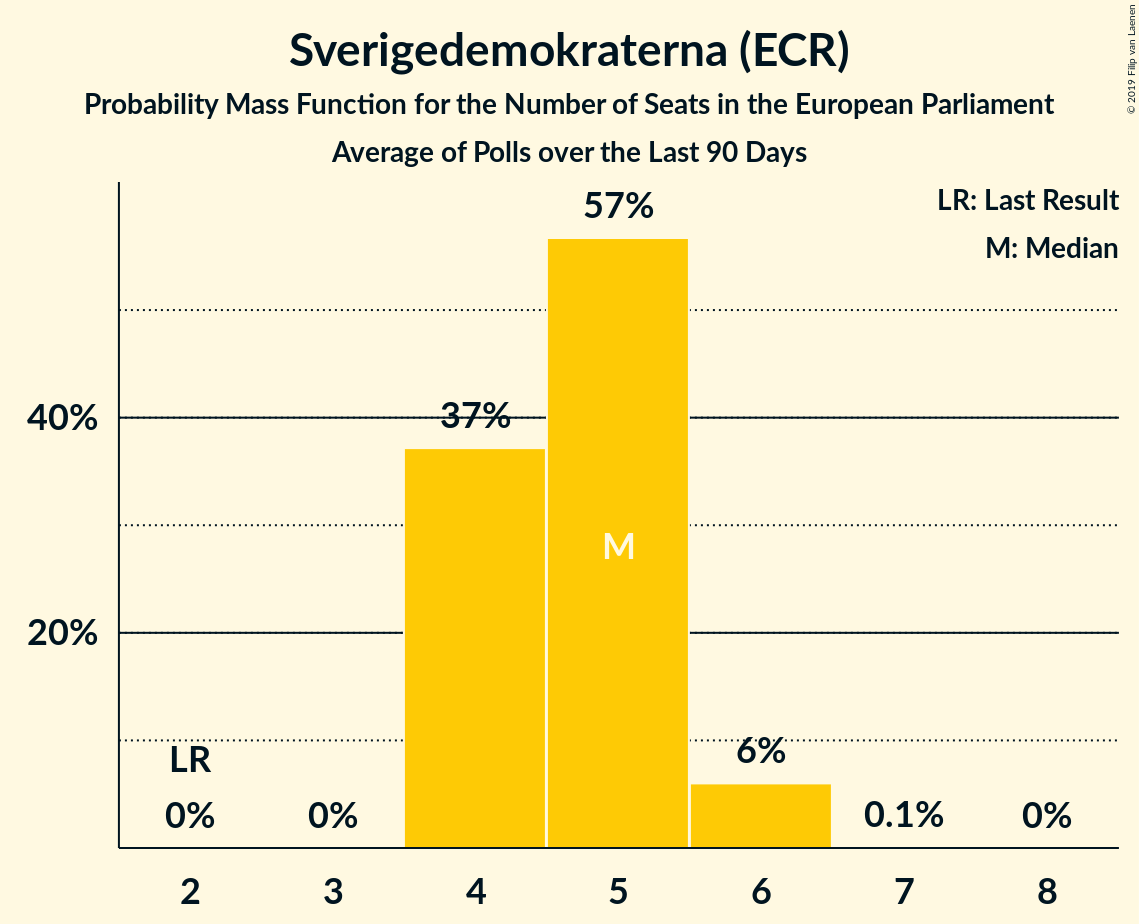 Sverigedemokraterna (ECR)
Probability Mass Function for the Number of Seats in the European Parliament
Average of Polls over the Last 90 Days
© 2019 Filip van Laenen
LR: Last Result
M: Median
57%
40%
37%
M
20%
LR
6%
0%
0%
0.1%
0%
2
3
4
5
6
7
8